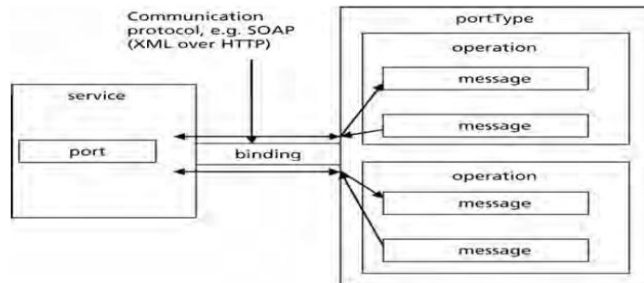 Communication
protocol, e.g. SOAP
(XML over HTTP)
portType
operation
message
message
service
port
binding
operation
message
message